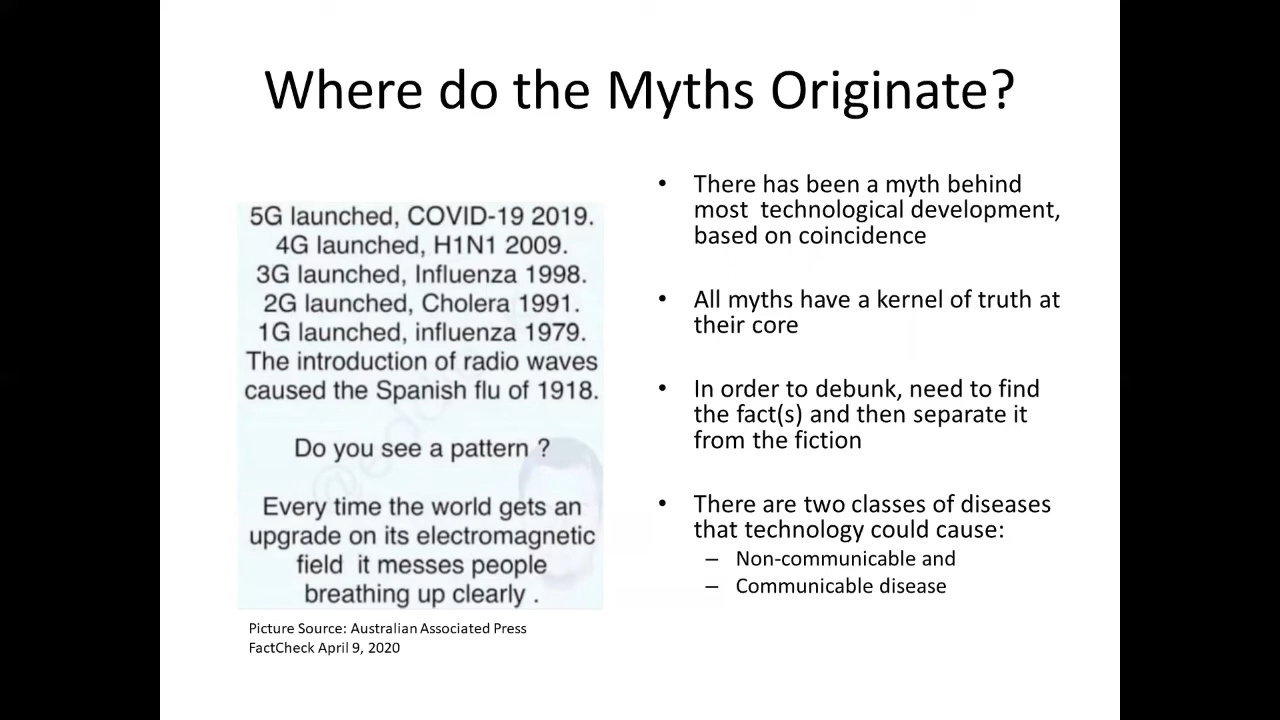 Where do the Myths Originate?
5G launched, COVID-19 2019.
4G launched, H1N1 2009.
3G launched, Influenza 1998.
2G launched, Cholera 1991.
1G launched, influenza 1979.
The introduction of radio waves
caused the Spanish flu of 1918.
Do you see a pattern ?
Every time the world gets an
upgrade on its electromagnetic
field it messes people
breathing up clearly .
Picture Source: Australian Associated Press
FactCheck April 9, 2020
• There has been a myth behind
most technological development,
based on coincidence
• All myths have a kernel of truth at
their core
• In order to debunk, need to find
the fact(s) and then separate it
from the fiction
• There are two classes of diseases
that technology could cause:
– Non-communicable and
– Communicable disease